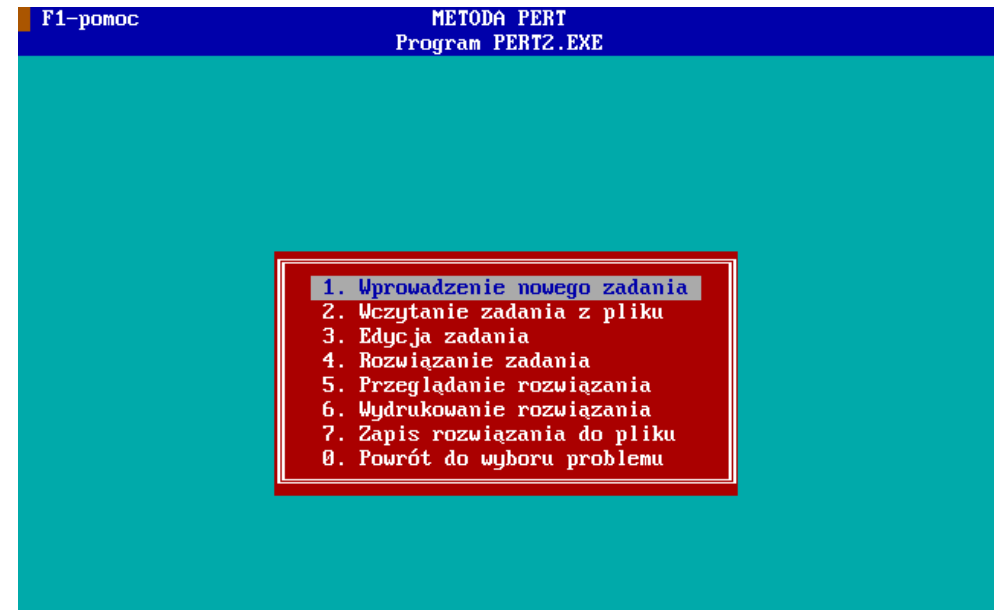 F1-pomoc
METODA PERT
Program PERT2.EXE
1. Wprowadzenie nowego zadania
2. Wczytanie zadania z pliku
3. Edycja zadania
4. Rozwiązanie zadania
5. Przeglądanie rozwiązania
6. Wydrukowanie rozwiązania
7. Zapis rozwiązania do pliku
0. Powrót do wyboru problemu